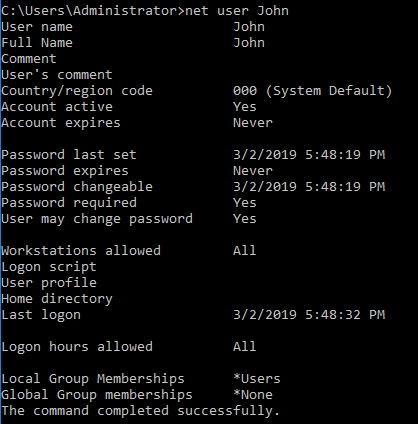 C:\Users\Administrator>net user John
User name                    John
Full Name                    John
Comment
User's comment
Country/region code          000 (System Default)
Account active               Yes
Account expires              Never
Password last set            3/2/2019 5:48:19 PM
Password expires             Never
Password changeable          3/2/2019 5:48:19 PM
Password required            Yes
User may change password     Yes
Workstations allowed         All
Logon script
User profile
Home directory
Last logon                   3/2/2019 5:48:32 PM
Logon hours allowed          All
Local Group Memberships      *Users
Global Group memberships     *None
The command completed successfully.